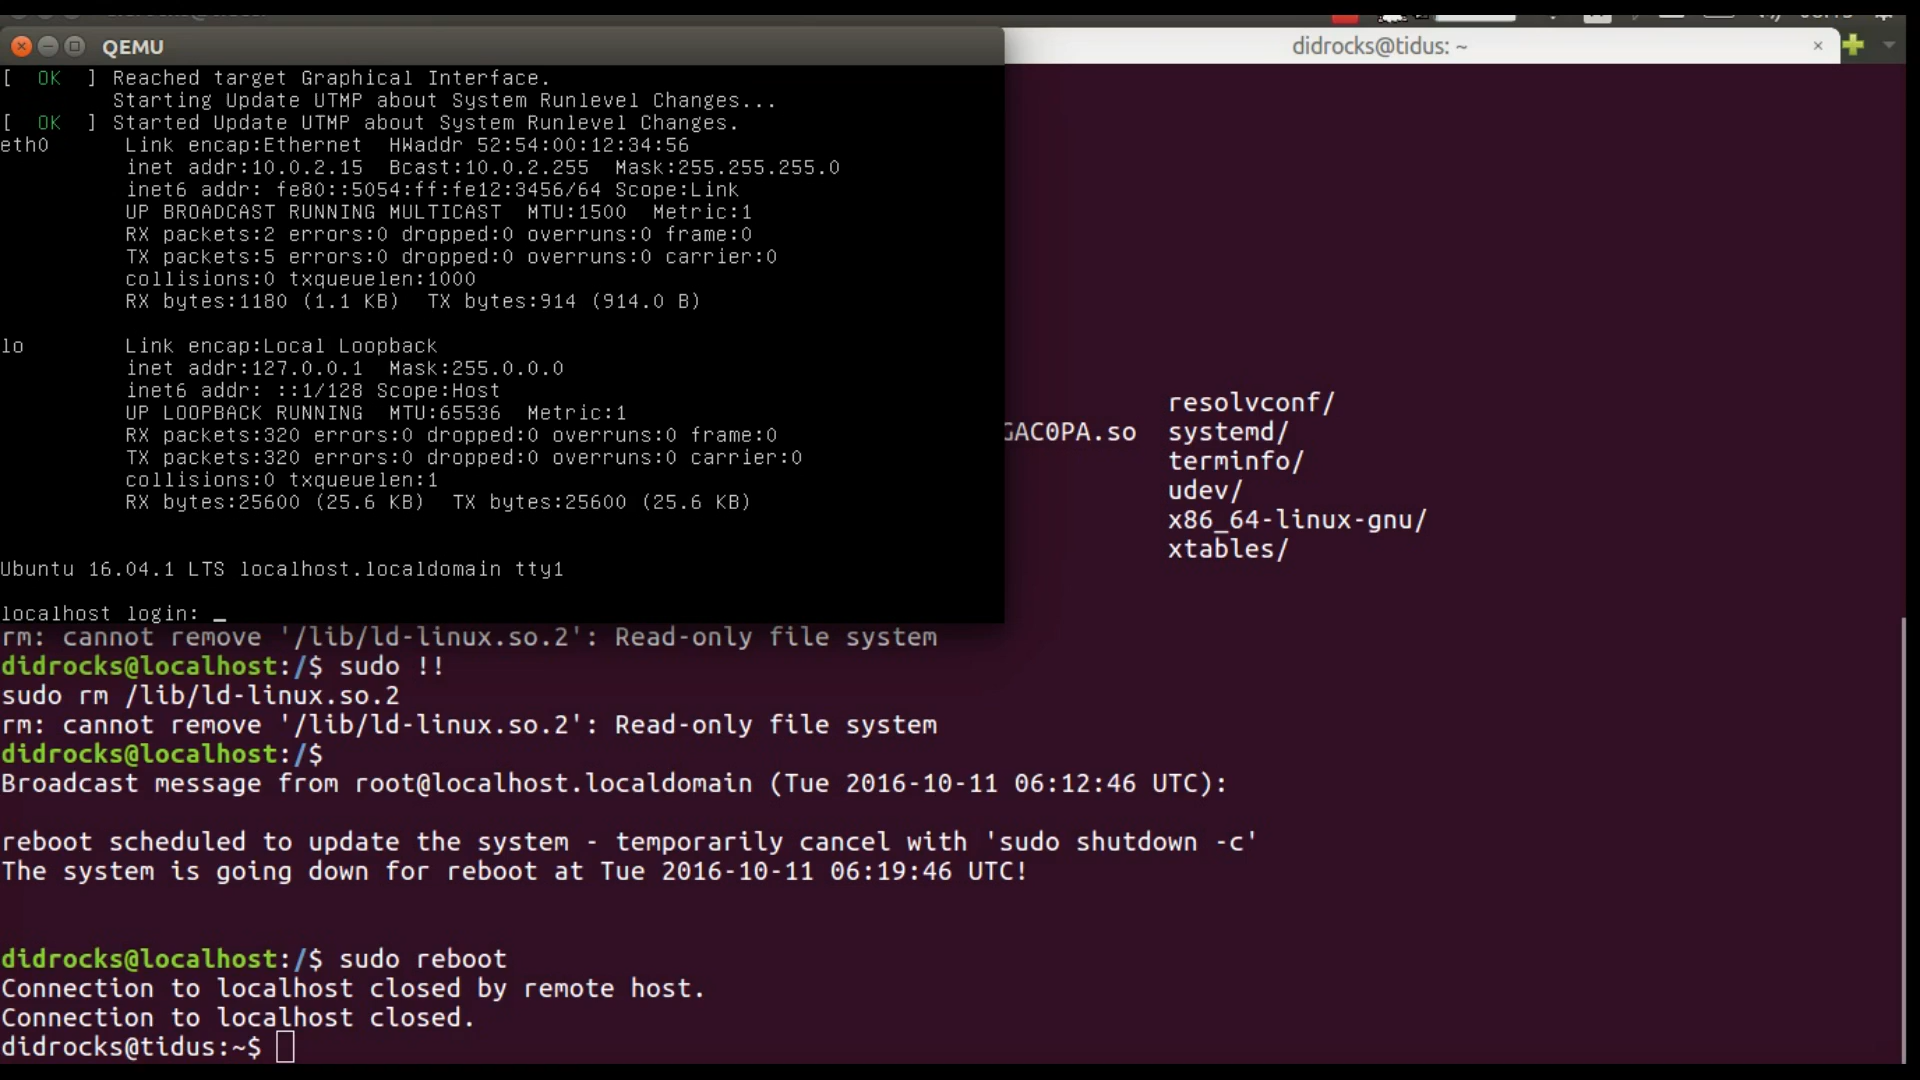 QEMU
didrocks@tidus: ~
[  OK  ] Reached target Graphical Interface.
         Starting Update UTMP about System Runlevel Changes...
[  OK  ] Started Update UTMP about System Runlevel Changes.
eth0      Link encap:Ethernet  HWaddr 52:54:00:12:34:56
          inet addr:10.0.2.15  Bcast:10.0.2.255  Mask:255.255.255.0
          inet6 addr: fe80::5054:ff:fe12:3456/64 Scope:Link
          UP BROADCAST RUNNING MULTICAST  MTU:1500  Metric:1
          RX packets:2 errors:0 dropped:0 overruns:0 frame:0
          TX packets:5 errors:0 dropped:0 overruns:0 carrier:0
          collisions:0 txqueuelen:1000
          RX bytes:1180 (1.1 KB)  TX bytes:914 (914.0 B)
lo        Link encap:Local Loopback
          inet addr:127.0.0.1  Mask:255.0.0.0
          inet6 addr: ::1/128 Scope:Host
          UP LOOPBACK RUNNING  MTU:65536  Metric:1
          RX packets:320 errors:0 dropped:0 overruns:0 frame:0
          TX packets:320 errors:0 dropped:0 overruns:0 carrier:0
          collisions:0 txqueuelen:1
          RX bytes:25600 (25.6 KB)  TX bytes:25600 (25.6 KB)
Ubuntu 16.04.1 LTS localhost.localdomain tty1
localhost login: _
resolvconf/
GAC0PA.so  systemd/
terminfo/
udev/
x86_64-linux-gnu/
xtables/
rm: cannot remove '/lib/ld-linux.so.2': Read-only file system
didrocks@localhost:/$ sudo !!
sudo rm /lib/ld-linux.so.2
rm: cannot remove '/lib/ld-linux.so.2': Read-only file system
didrocks@localhost:/$
Broadcast message from root@localhost.localdomain (Tue 2016-10-11 06:12:46 UTC):
reboot scheduled to update the system - temporarily cancel with 'sudo shutdown -c'
The system is going down for reboot at Tue 2016-10-11 06:19:46 UTC!
didrocks@localhost:/$ sudo reboot
Connection to localhost closed by remote host.
Connection to localhost closed.
didrocks@tidus:~$